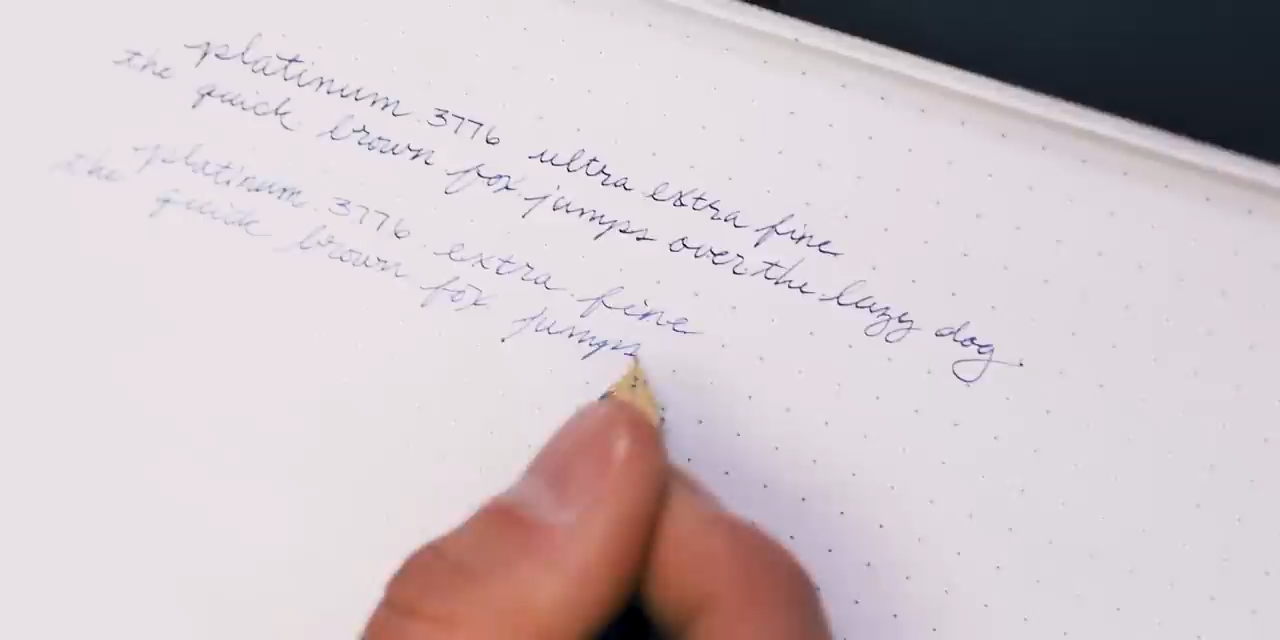 platinum 3776 ultra extra fine
the quick brown fox jumps over the lazy dog.
platinum 3776 extra fine
the quick brown fox jumps